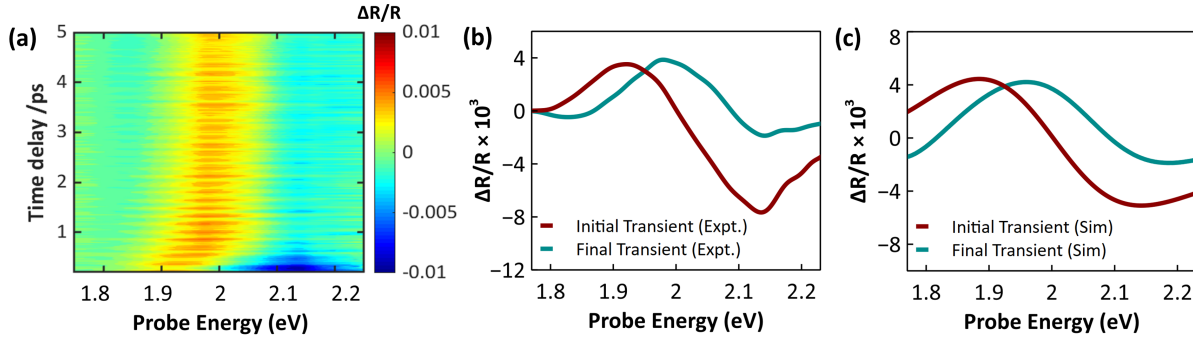 (a)
ΔR/R
5
4
3
2
1
Time delay /ps
1.8 1.9 2 2.1 2.2
Probe Energy (eV)
0.01
0.005
0
-0.005
-0.01
(b)
4
0
−4
−8
−12
ΔR/R × 10³
Initial Transient (Expt.)
Final Transient (Expt.)
1.8 1.9 2 2.1 2.2
Probe Energy (eV)
(c)
8
4
0
−4
−8
ΔR/R × 10³
Initial Transient (Sim)
Final Transient (Sim)
1.8 1.9 2 2.1 2.2
Probe Energy (eV)